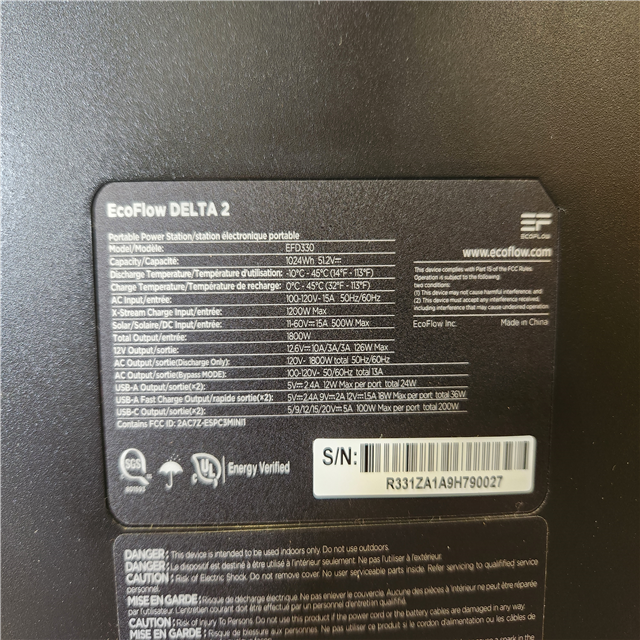 EcoFlow DELTA 2
EF
ECOFLOW
Portable Power Station/station électronique portable
www.ecoflow.com
Model/Modèle: EFD330
Capacity/Capacité: 1024Wh 51.2V⎓
Discharge Temperature/Température d'utilisation: -10°C - 45°C (14°F - 113°F)
Charge Temperature/Température de recharge: 0°C - 45°C (32°F - 113°F)
AC Input/entrée: 100-120V~15A 50Hz/60Hz
X-Stream Charge Input/entrée: 1200W Max
Solar/Solaire/DC Input/entrée: 11-60V⎓15A 500W Max
Total Output/entrée: 1800W
12V Output/sortie: 12.6V⎓10A/3A/3A 126W Max
AC Output/sortie(Discharge Only): 120V~ 1800W total 50Hz/60Hz
AC Output/sortie(Bypass MODE): 100-120V~ 50/60Hz total 13A
USB-A Output/sortie(×2): 5V⎓2.4A 12W Max per port total 24W
USB-A Fast Charge Output/rapide sortie(×2): 5V⎓2.4A 9V⎓2A 12V⎓1.5A 18W Max per port, total 36W
USB-C Output/sortie(×2): 5/9/12/15/20V⎓5A 100W Max per port total 200W
Contains FCC ID: 2AC7Z-ESPC3MINI1
This device complies with Part 15 of the FCC Rules.
Operation is subject to the following
two conditions:
(1) This device may not cause harmful interference, and
(2) This device must accept any interference received,
including interference that may cause undesired operation.
EcoFlow Inc. Made in China
SGS
UL
Energy Verified
S/N:
R331ZA1A9H790027
DANGER: This device is intended to be used indoors only. Do not use outdoors.
DANGER: Le dispositif est destiné à être utilisé à l'intérieur seulement. Ne pas l'utiliser à l'extérieur.
CAUTION: Risk of Electric Shock. Do not remove cover. No user serviceable parts inside. Refer servicing to qualified service
personnel.
MISE EN GARDE: Risque de décharge électrique. Ne pas enlever le couvercle. Aucune des pièces à l'intérieur ne peut être réparée
par l'utilisateur. L'entretien courant doit être effectué par un personnel qualifié.
CAUTION: Risk of injury To Persons. Do not use this product if the power cord or the battery cables are damaged in any way.
MISE EN GARDE: Risque de blessure aux personnes. Ne pas utiliser ce produit si le cordon d'alimentation ou les câbles de